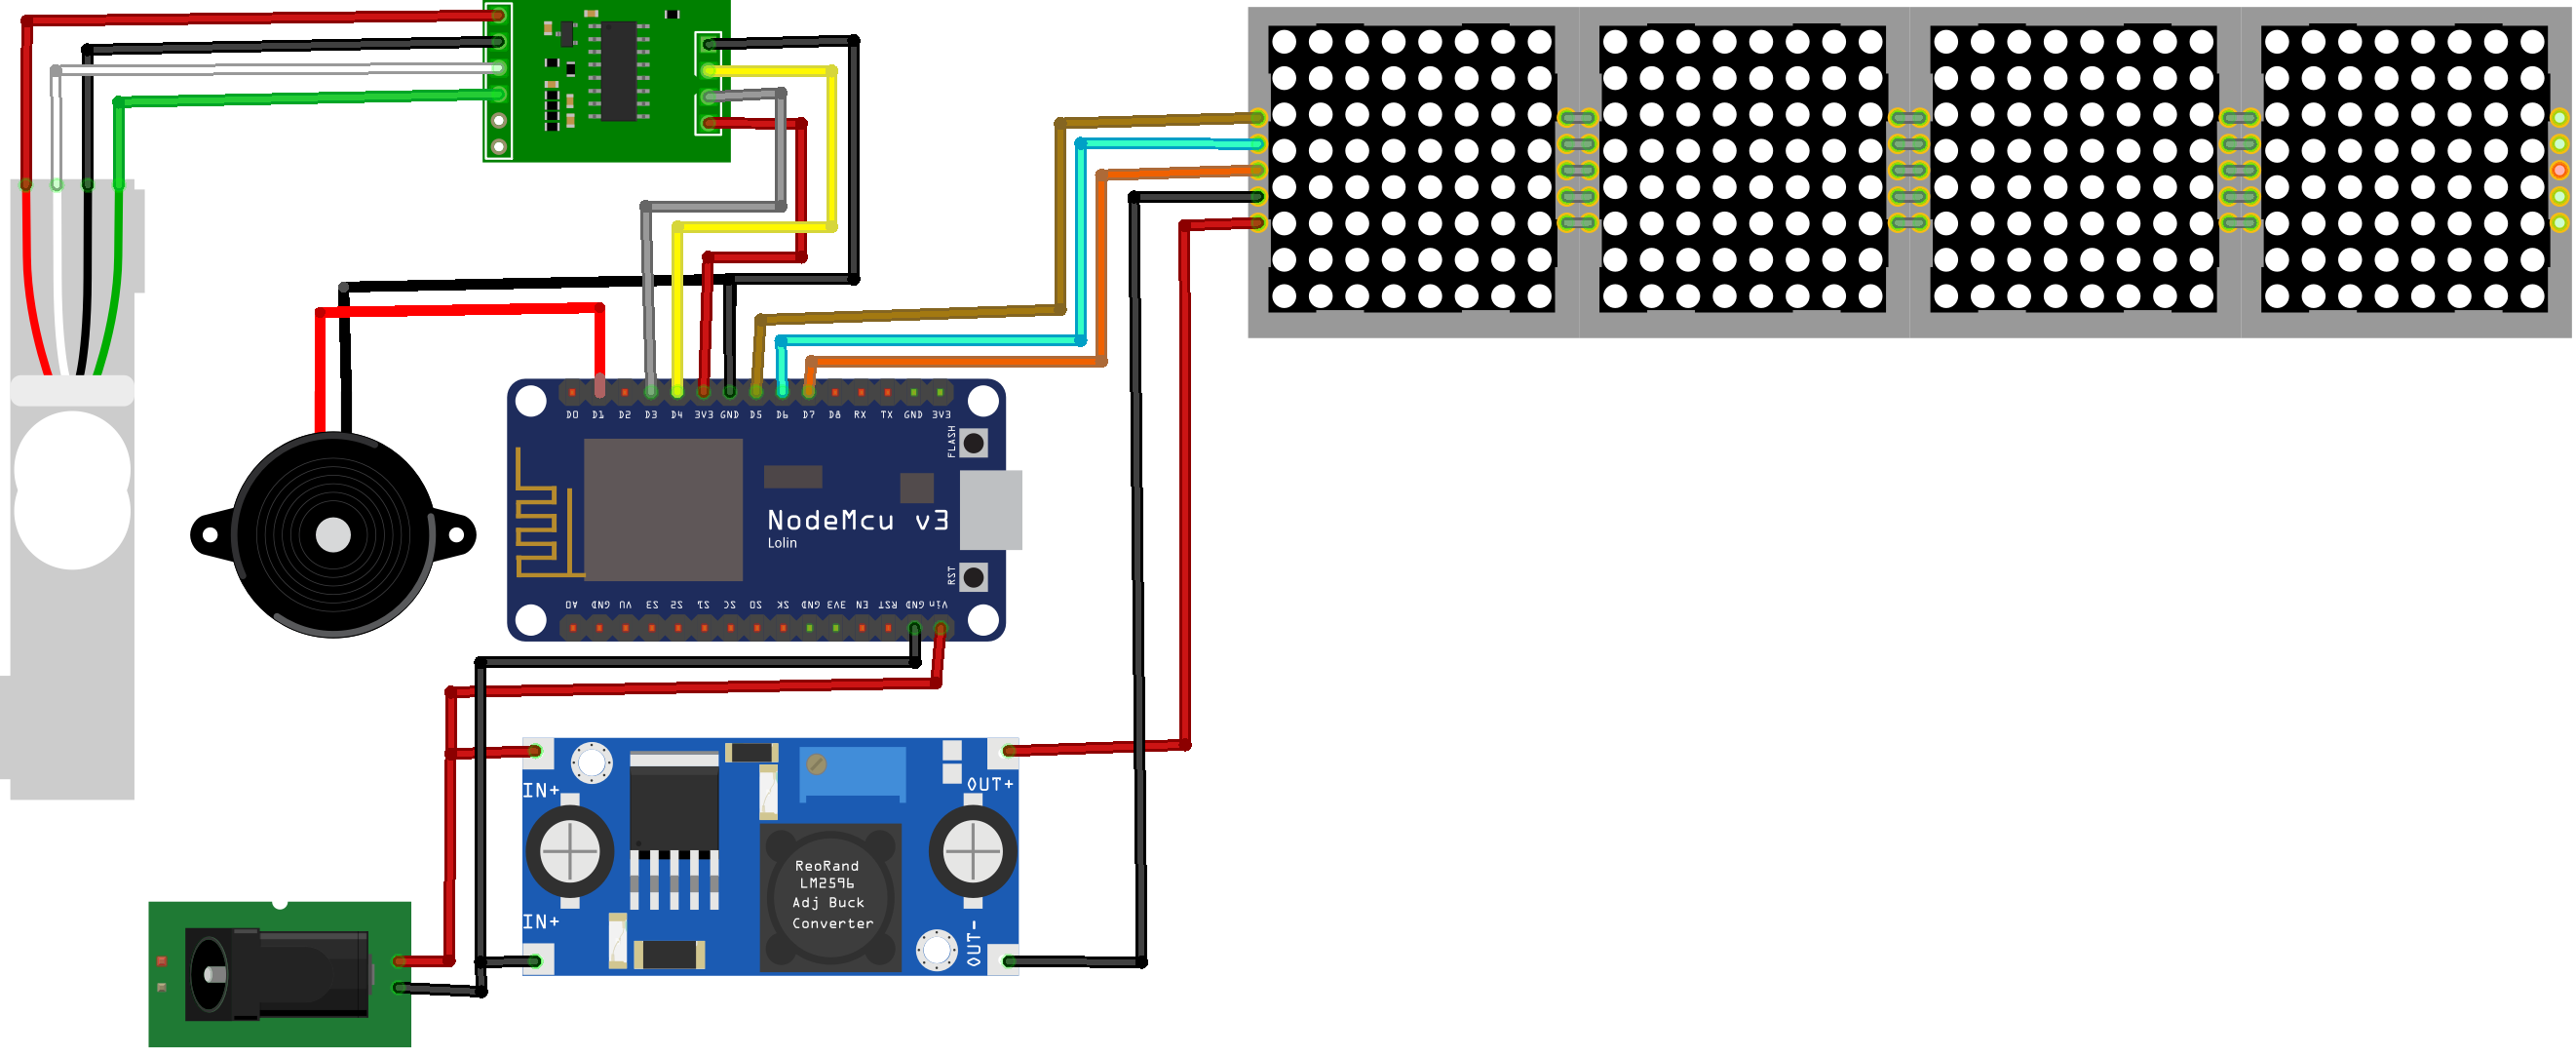 D0 D1 D2 D3 D4 3V3 GND D5 D6 D7 D8 RX TX GND 3V3
FLASH
NodeMcu v3
Lolin
RST
A0 GND VU S3 S2 S1 SC S0 SK GND 3V3 EN RST GND Vin
IN+
OUT+
ReoRand
LM2596
Adj Buck
Converter
IN+
OUT-